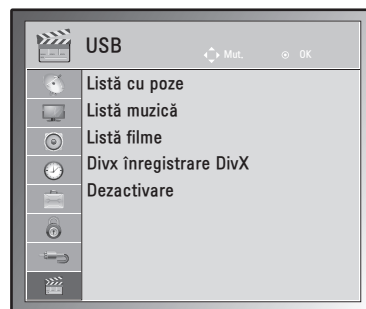 USB
Mut. OK
Listă cu poze
Listă muzică
Listă filme
Divx înregistrare DivX
Dezactivare